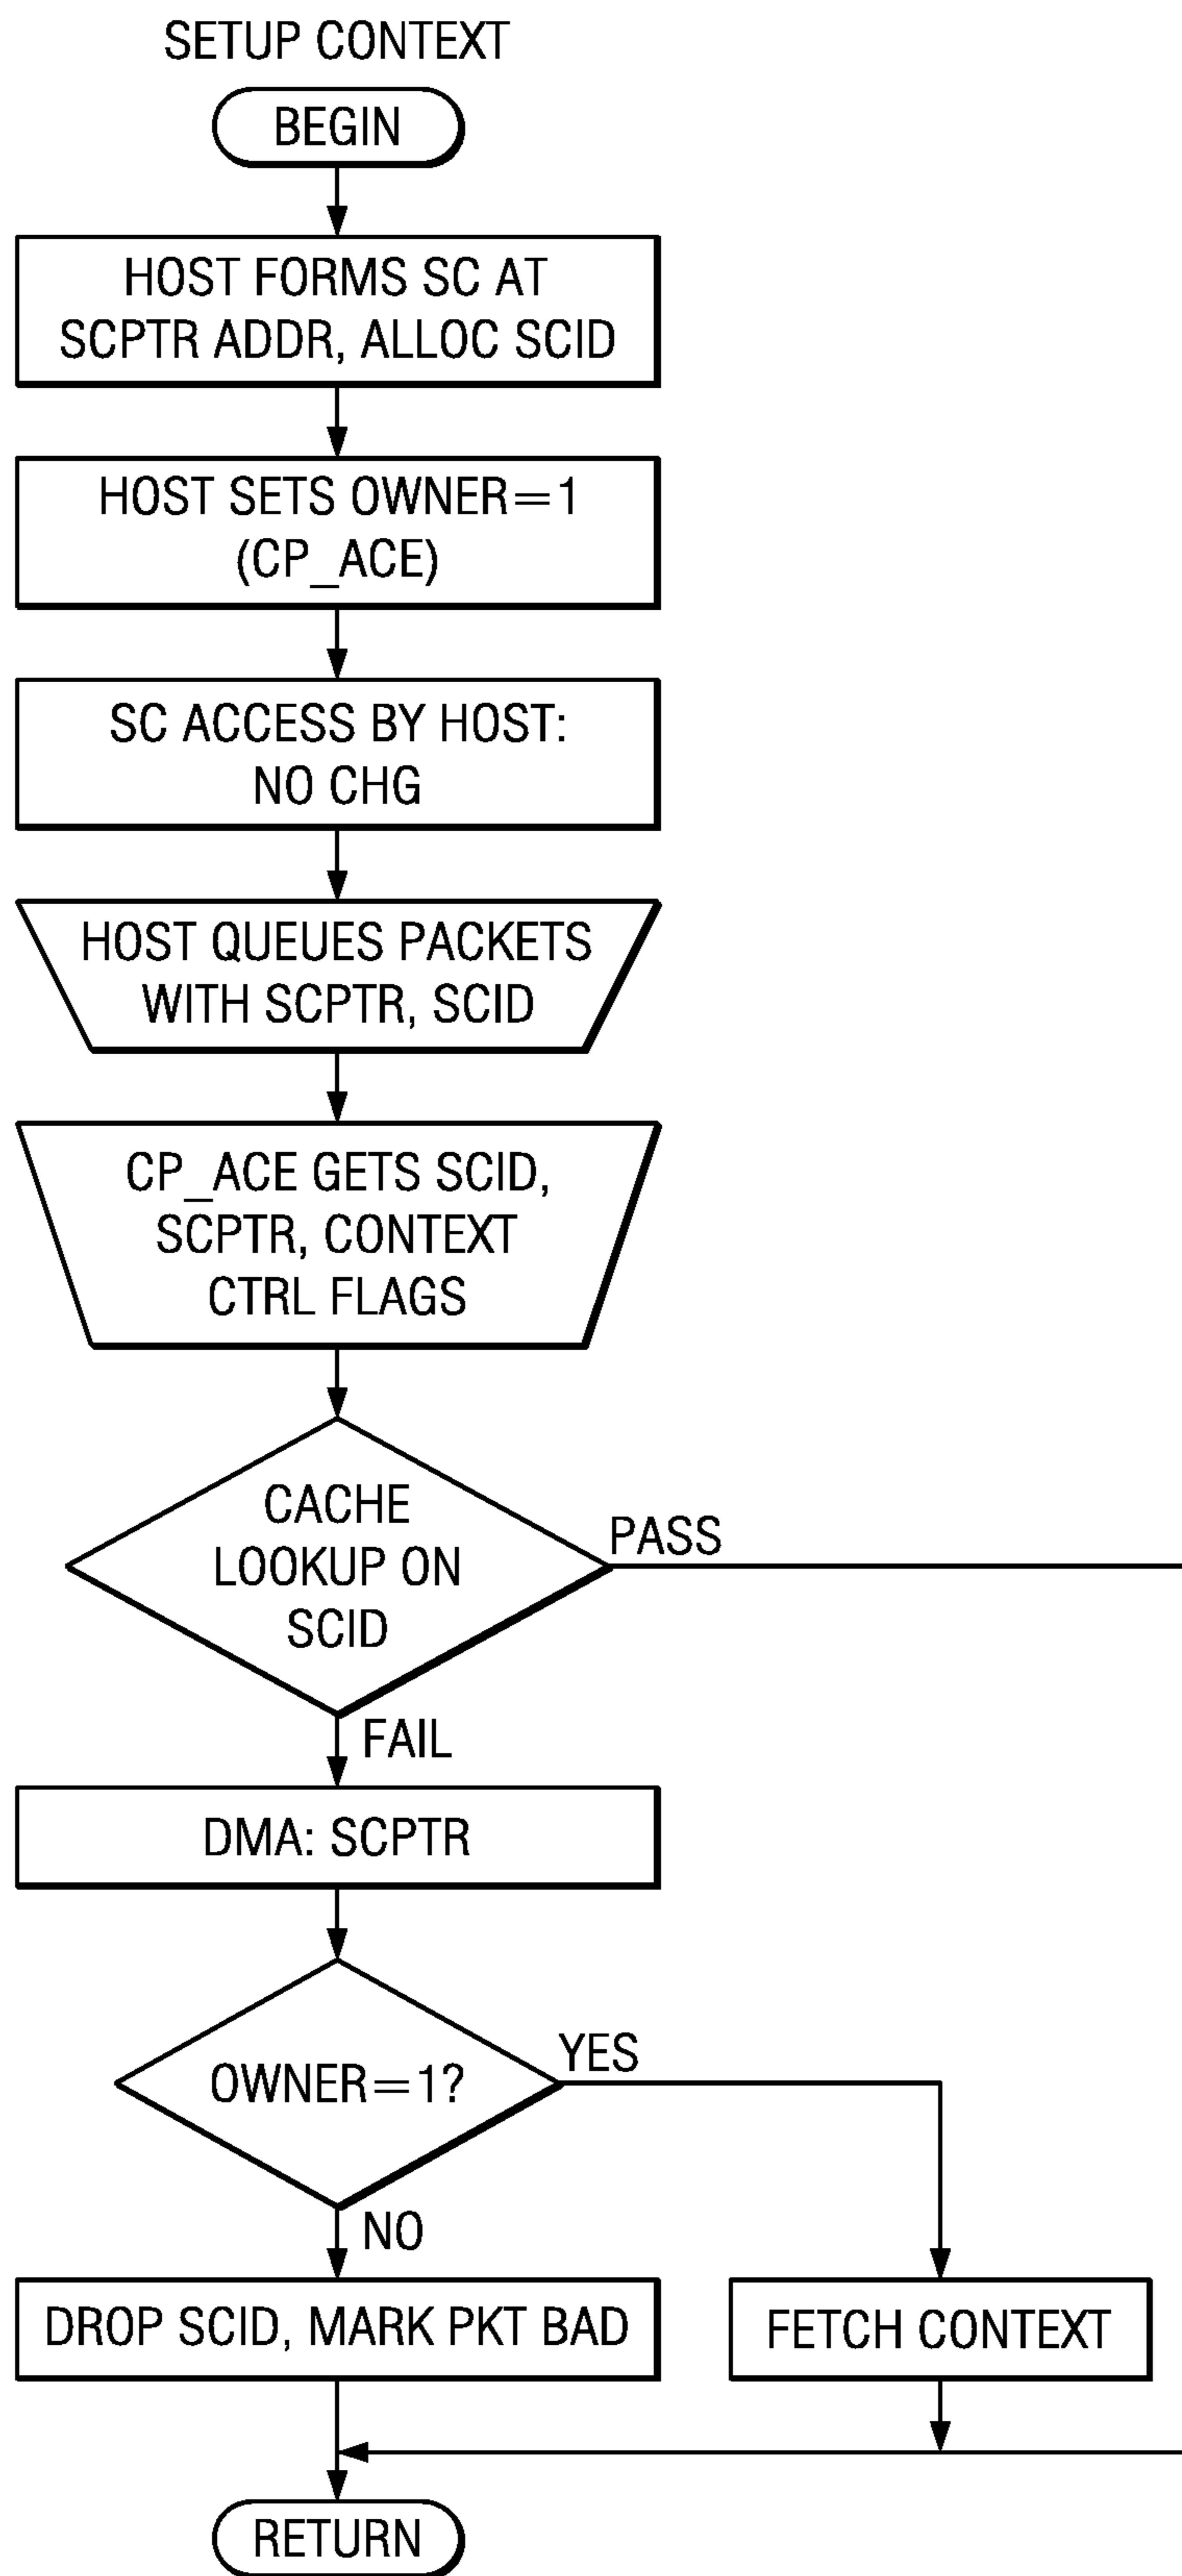 SETUP CONTEXT
BEGIN
HOST FORMS SC AT
SCPTR ADDR, ALLOC SCID
HOST SETS OWNER=1
(CP_ACE)
SC ACCESS BY HOST:
NO CHG
HOST QUEUES PACKETS
WITH SCPTR, SCID
CP_ACE GETS SCID,
SCPTR, CONTEXT
CTRL FLAGS
CACHE
LOOKUP ON
SCID
PASS
FAIL
DMA: SCPTR
OWNER=1?
YES
NO
DROP SCID, MARK PKT BAD
FETCH CONTEXT
RETURN